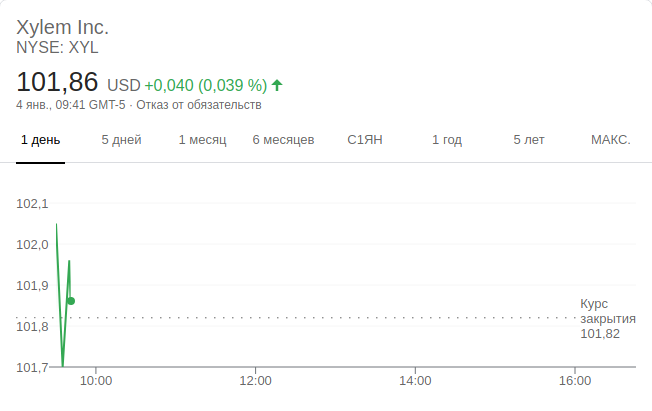 Xylem Inc.
NYSE: XYL
101,86 USD +0,040 (0,039 %)
4 янв., 09:41 GMT-5 · Отказ от обязательств
1 день 5 дней 1 месяц 6 месяцев С1ЯН 1 год 5 лет МАКС.
102,1
102,0
101,9
101,8
101,7
Курс
закрытия
101,82
10:00 12:00 14:00 16:00